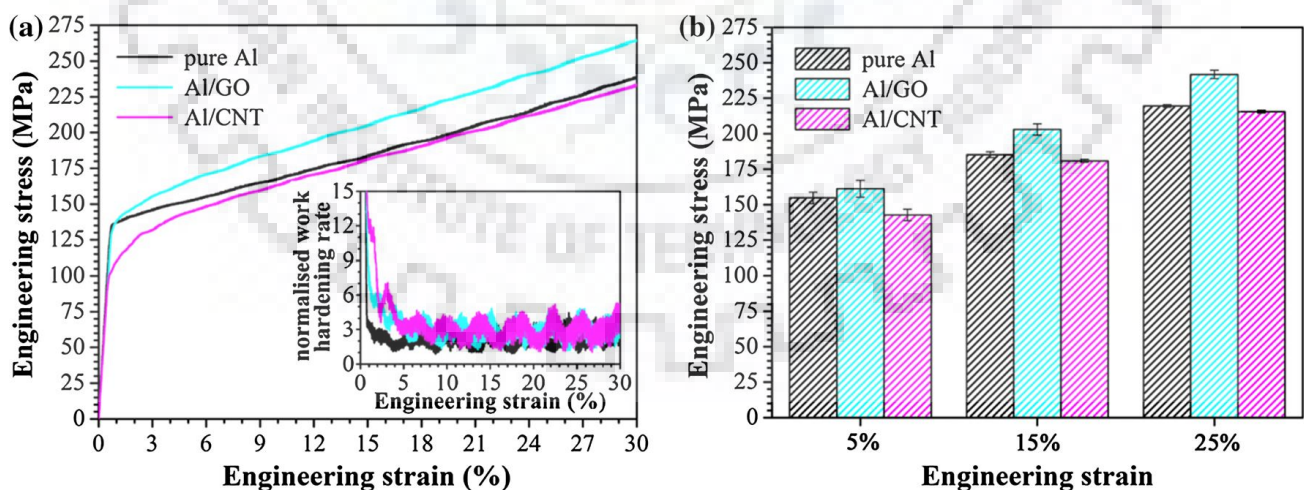 (a)
275
250
225
200
175
150
125
100
75
50
25
0
Engineering stress (MPa)
pure Al
Al/GO
Al/CNT
0 3 6 9 12 15 18 21 24 27 30
Engineering strain (%)
normalised work
hardening rate
15
12
9
6
3
0
0 5 10 15 20 25 30
Engineering strain (%)
(b)
275
250
225
200
175
150
125
100
75
50
25
0
Engineering stress (MPa)
pure Al
Al/GO
Al/CNT
5% 15% 25%
Engineering strain